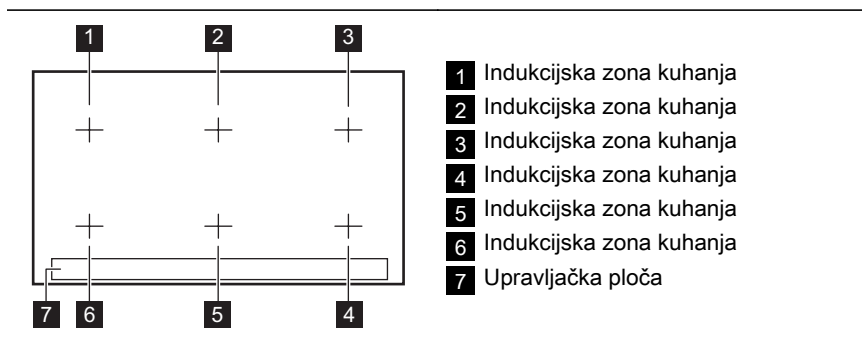 1 2 3
7 6 5 4
1 Indukcijska zona kuhanja
2 Indukcijska zona kuhanja
3 Indukcijska zona kuhanja
4 Indukcijska zona kuhanja
5 Indukcijska zona kuhanja
6 Indukcijska zona kuhanja
7 Upravljačka ploča